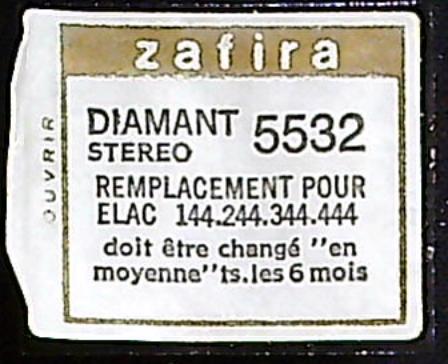 zafira
OUVRIR
DIAMANT 5532
STEREO
REMPLACEMENT POUR
ELAC 144.244.344.444
doit être changé "en
moyenne" ts.les 6 mois